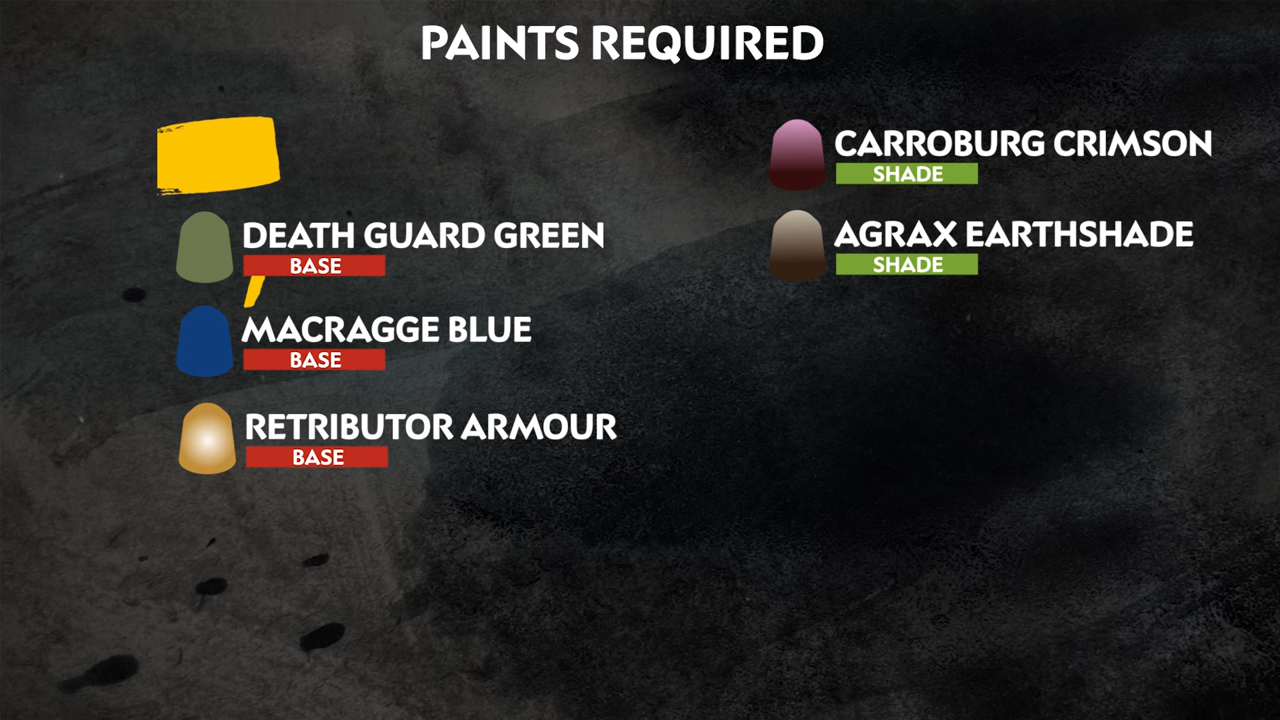 PAINTS REQUIRED
DEATH GUARD GREEN
BASE
MACRAGGE BLUE
BASE
RETRIBUTOR ARMOUR
BASE
CARROBURG CRIMSON
SHADE
AGRAX EARTHSHADE
SHADE